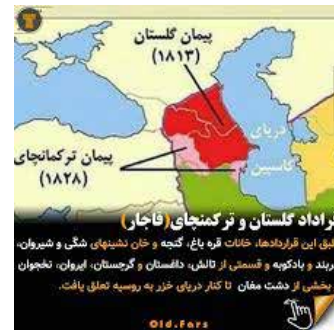 پیمان گلستان
(۱۸۱۳)
دریای
کاسپین
پیمان ترکمانچای
(۱۸۲۸)
قراداد گلستان و ترکمنچای(قاجار)
طبق این قراردادها، خانات قره باغ، گنجه و خان نشینهای شگی و شیروان،
دربند و بادکوبه و قسمتی از تالش، داغستان و گرجستان، ایروان، نخجوان
بخشی از دشت مغان تا کنار دریای خزر به روسیه تعلق یافت.
Old.Fars